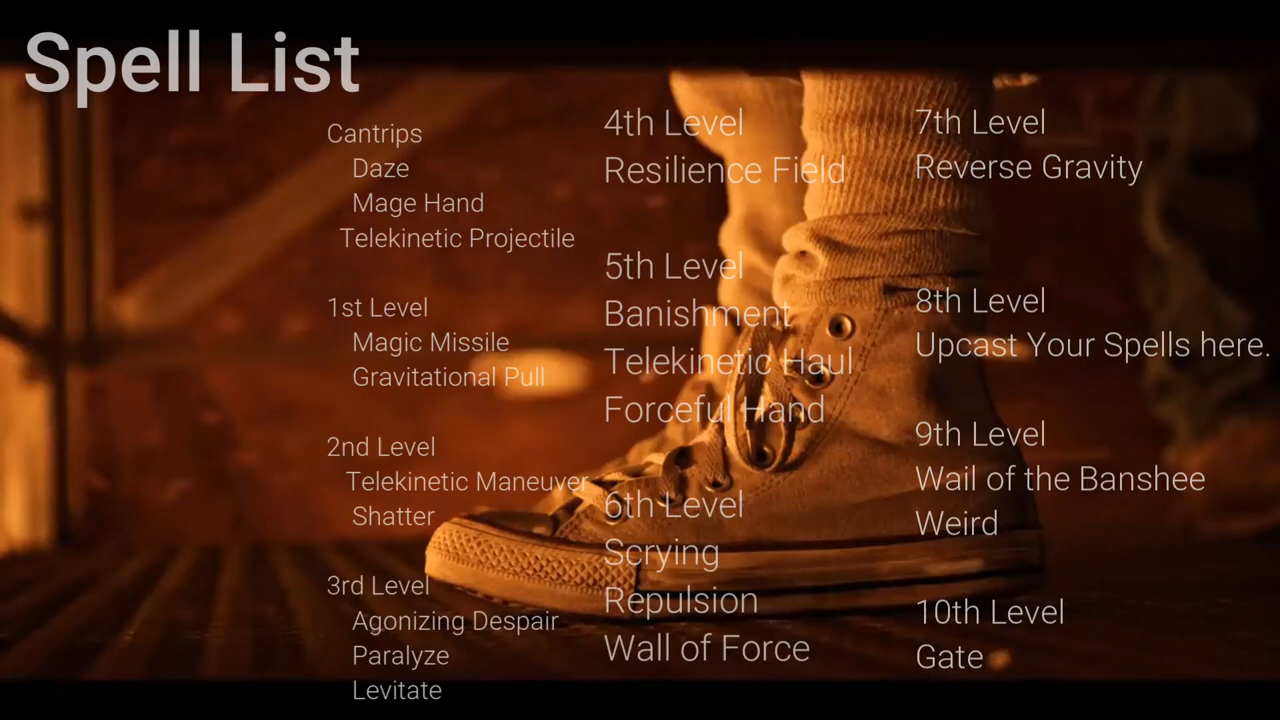 Spell List
Cantrips
Daze
Mage Hand
Telekinetic Projectile
1st Level
Magic Missile
Gravitational Pull
2nd Level
Telekinetic Maneuver
Shatter
3rd Level
Agonizing Despair
Paralyze
Levitate
4th Level
Resilience Field
5th Level
Banishment
Telekinetic Haul
Forceful Hand
6th Level
Scrying
Repulsion
Wall of Force
7th Level
Reverse Gravity
8th Level
Upcast Your Spells here.
9th Level
Wail of the Banshee
Weird
10th Level
Gate